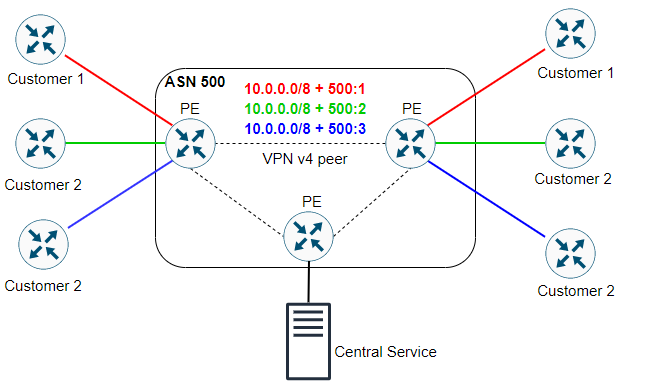 Customer 1
Customer 1
ASN 500
10.0.0.0/8 + 500:1
10.0.0.0/8 + 500:2
10.0.0.0/8 + 500:3
PE
PE
VPN v4 peer
Customer 2
Customer 2
PE
Customer 2
Customer 2
Central Service